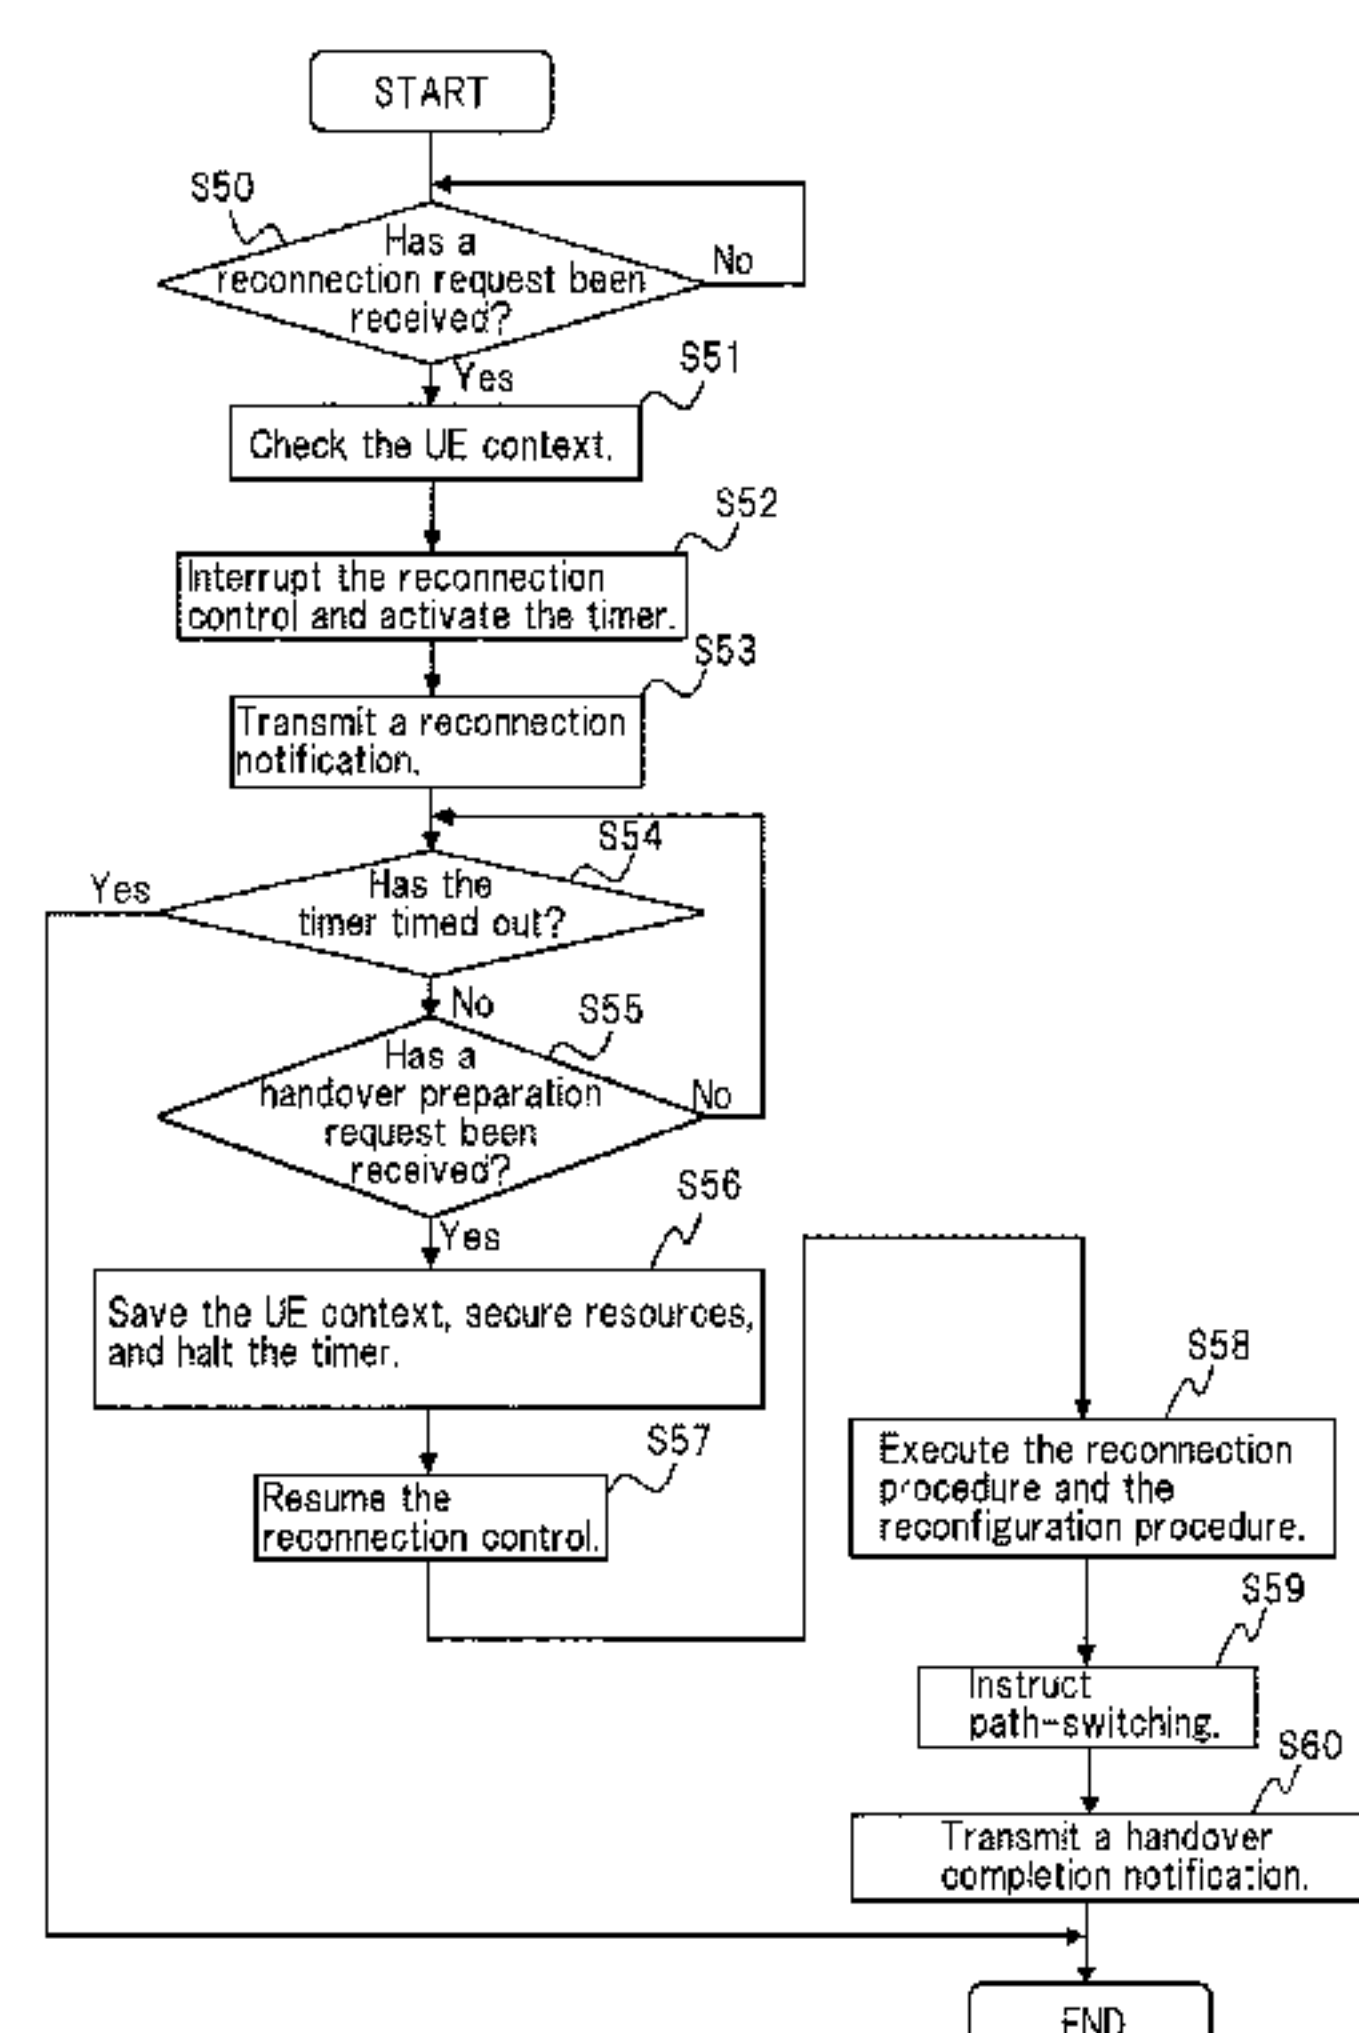 START
S50
Has a
reconnection request been
received?
No
Yes
S51
Check the UE context.
S52
Interrupt the reconnection
control and activate the timer.
S53
Transmit a reconnection
notification.
S54
Yes
Has the
timer timed out?
No
S55
Has a
handover preparation
request been
received?
No
Yes
S56
Save the UE context, secure resources,
and halt the timer.
S57
Resume the
reconnection control.
S58
Execute the reconnection
procedure and the
reconfiguration procedure.
S59
Instruct
path-switching.
S60
Transmit a handover
completion notification.
END